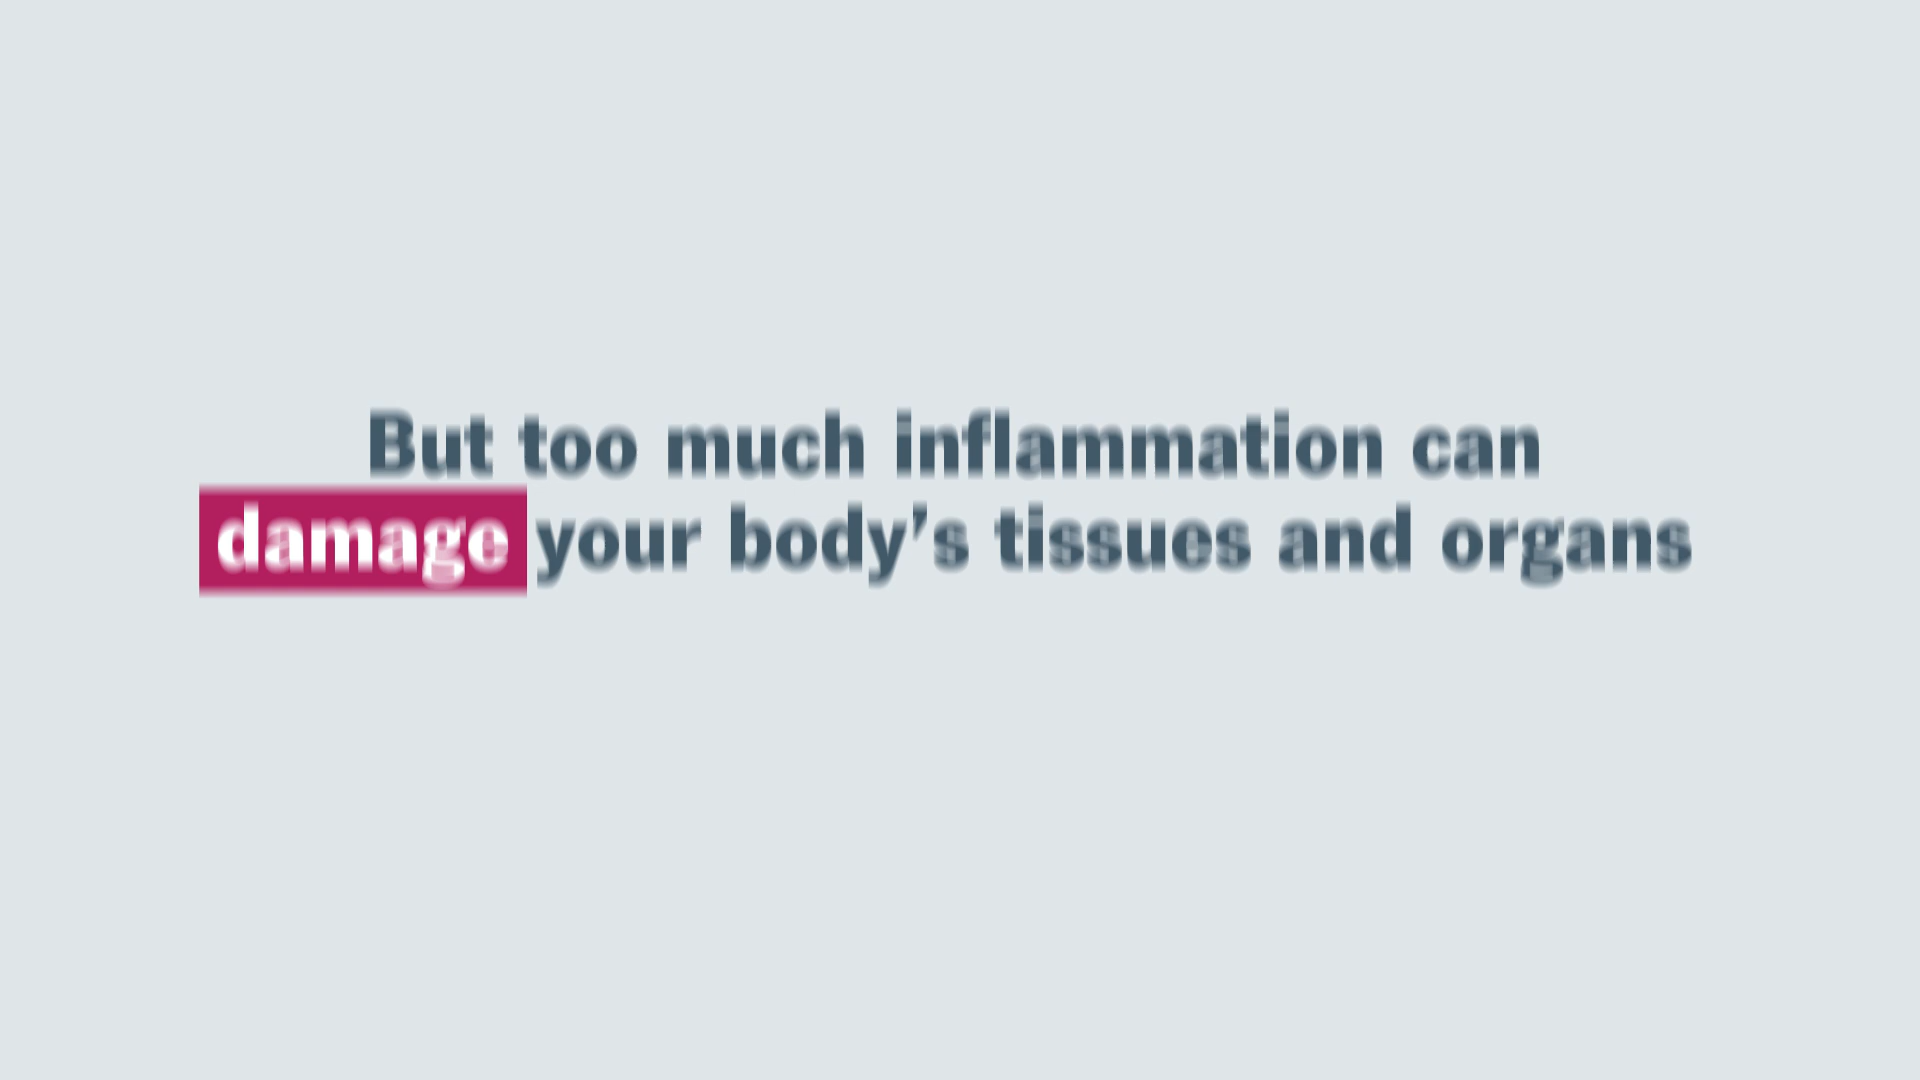 But too much inflammation can
damage your body’s tissues and organs